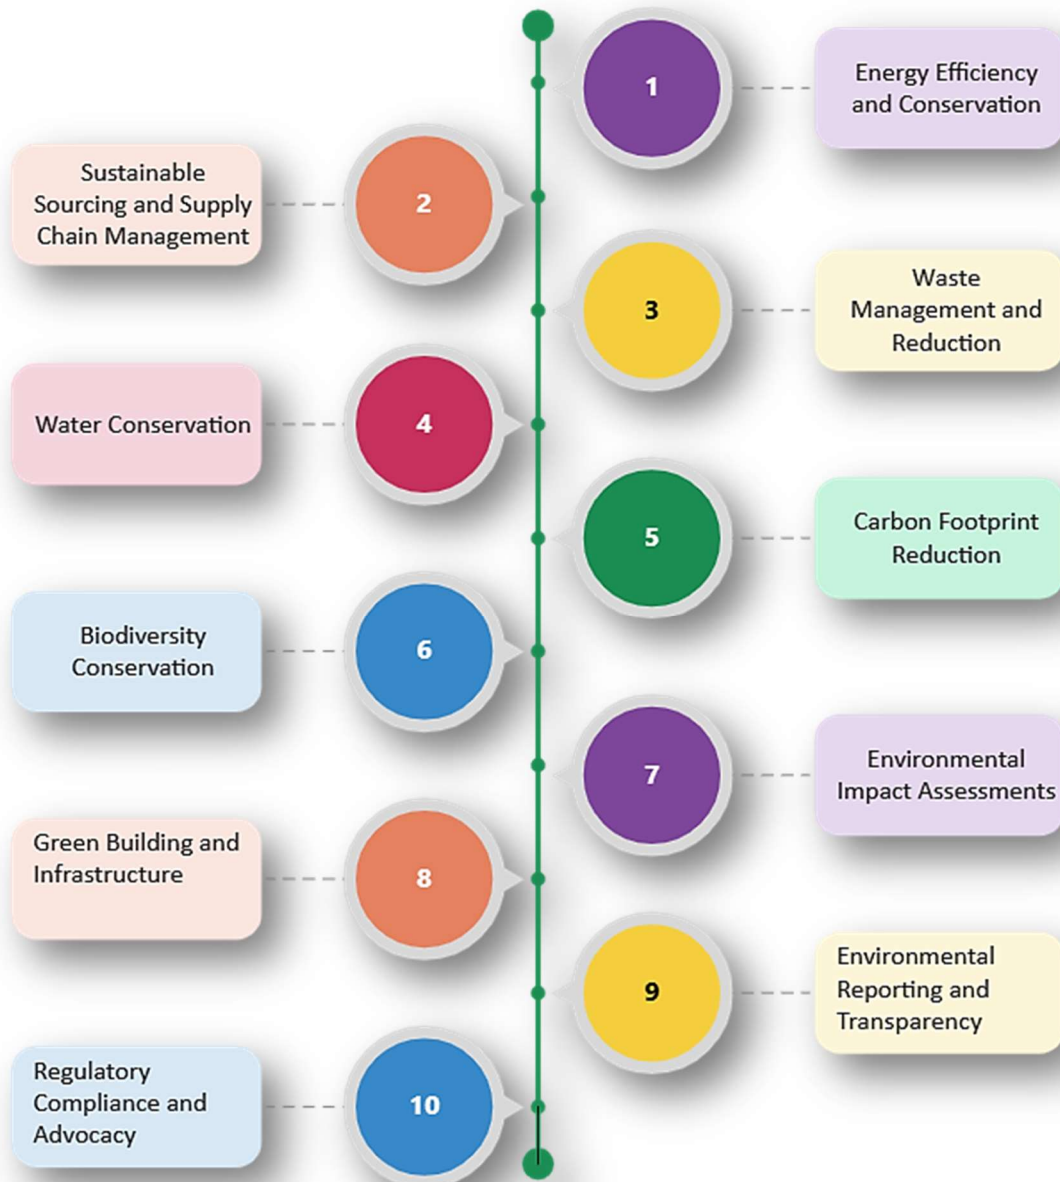 1
Energy Efficiency
and Conservation
Sustainable
Sourcing and Supply
Chain Management
2
3
Waste
Management and
Reduction
Water Conservation
4
5
Carbon Footprint
Reduction
Biodiversity
Conservation
6
7
Environmental
Impact Assessments
Green Building and
Infrastructure
8
9
Environmental
Reporting and
Transparency
Regulatory
Compliance and
Advocacy
10